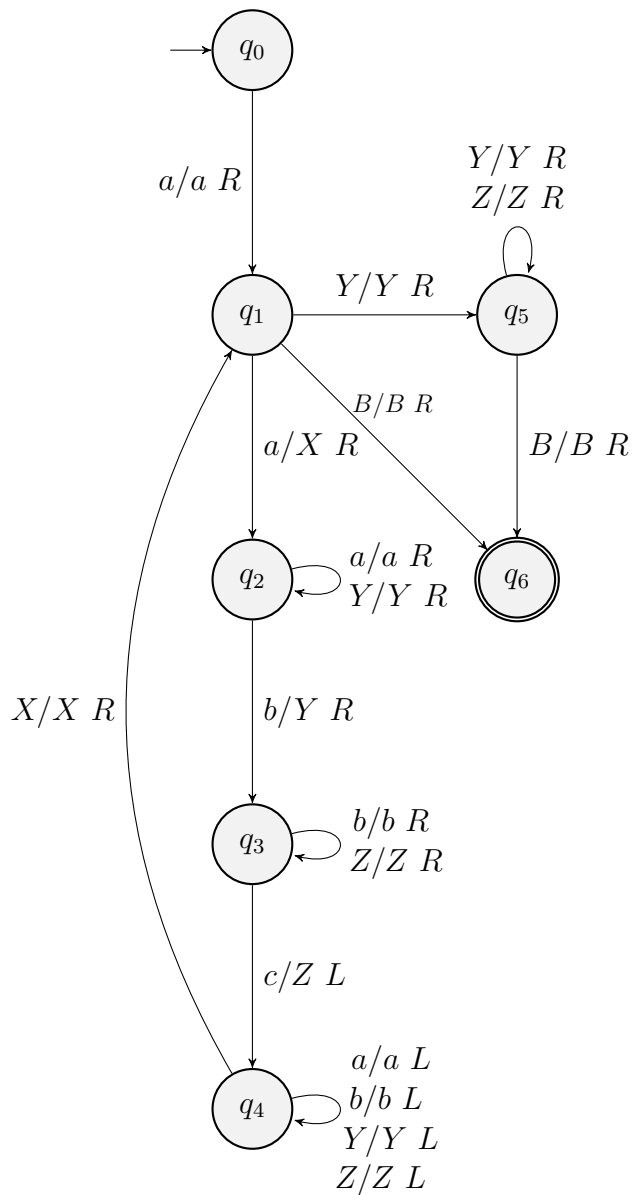 q₀
a/a R
Y/Y R
Z/Z R
Y/Y R
q₁
q₅
B/B R
a/X R
B/B R
q₂
a/a R
Y/Y R
q₆
X/X R
b/Y R
q₃
b/b R
Z/Z R
c/Z L
q₄
a/a L
b/b L
Y/Y L
Z/Z L